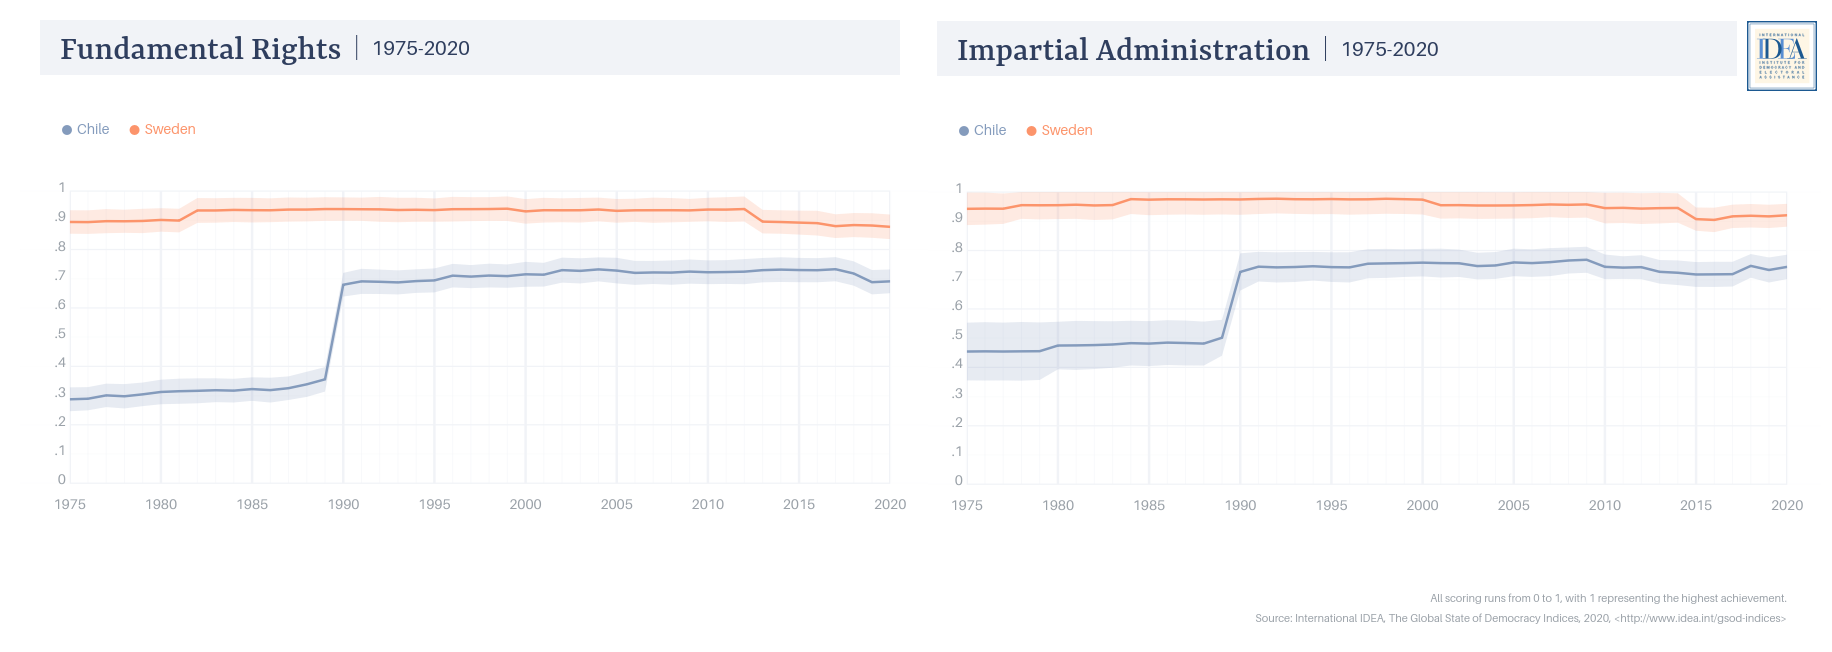 Fundamental Rights | 1975-2020
Chile Sweden
1
.9
.8
.7
.6
.5
.4
.3
.2
.1
0
1975 1980 1985 1990 1995 2000 2005 2010 2015 2020
Impartial Administration | 1975-2020
INTERNATIONAL
IDEA
INSTITUTE FOR
DEMOCRACY AND
ELECTORAL
ASSISTANCE
Chile Sweden
1
.9
.8
.7
.6
.5
.4
.3
.2
.1
0
1975 1980 1985 1990 1995 2000 2005 2010 2015 2020
All scoring runs from 0 to 1, with 1 representing the highest achievement.
Source: International IDEA, The Global State of Democracy Indices, 2020, <http://www.idea.int/gsod-indices>